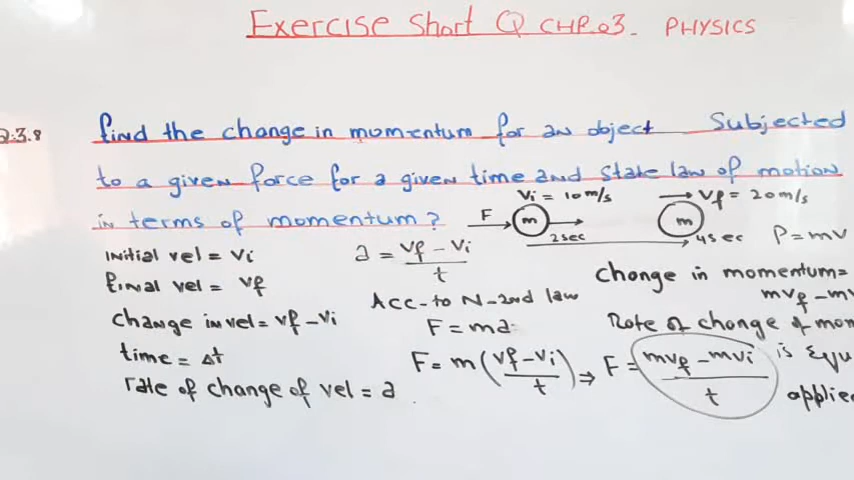 Exercise Short Q CHP.03. PHYSICS
Q.3.8 find the change in momentum for an object Subjected
to a given force for a given time and state law of motion
in terms of momentum?
F m Vi = 10m/s 2sec
m Vf = 20m/s 4sec
P = mv
initial vel = Vi
final vel = Vf
change in vel = Vf - Vi
time = Δt
rate of change of vel = a
a = Vf - Vi / t
Acc-to N-2nd law
F = ma
F = m (Vf - Vi / t) ⇒ F = mvf - mvi / t
Change in momentum =
mvf - mv
Rate of change of mom
is Equ
applied